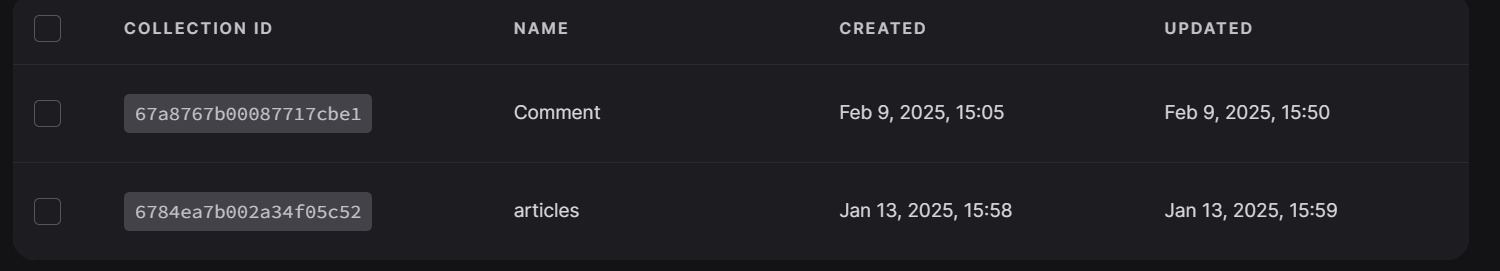 COLLECTION ID NAME CREATED UPDATED
67a8767b00087717cbe1 Comment Feb 9, 2025, 15:05 Feb 9, 2025, 15:50
6784ea7b002a34f05c52 articles Jan 13, 2025, 15:58 Jan 13, 2025, 15:59